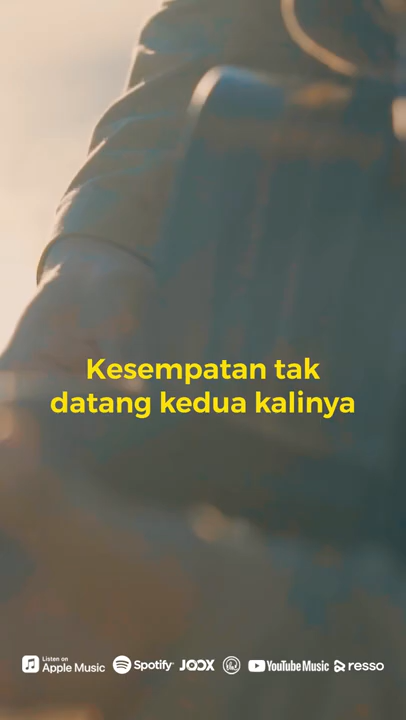 Kesempatan tak
datang kedua kalinya
Listen on
Apple Music Spotify JOOX YouTube Music resso